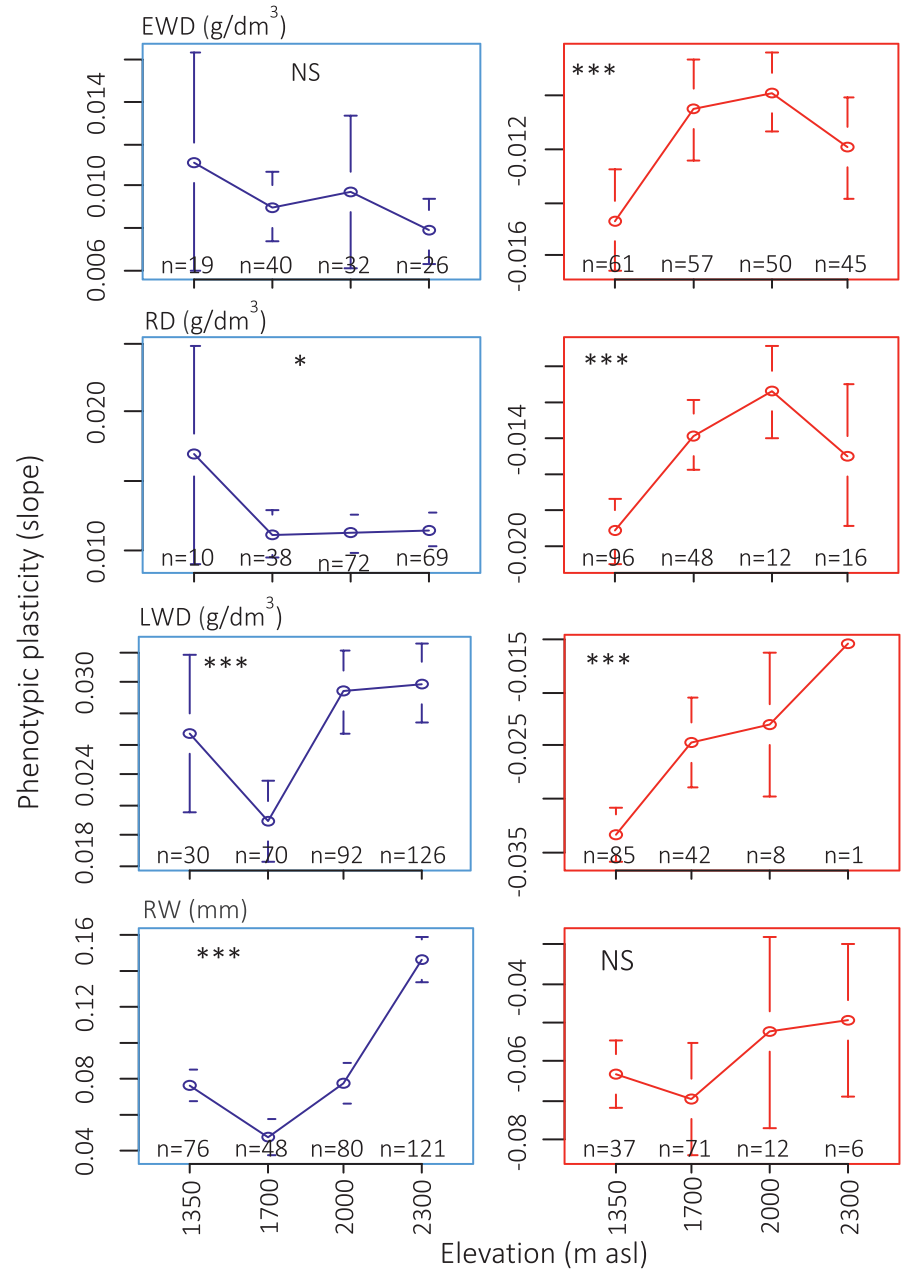 EWD (g/dm³)
NS
***
0.014
0.010
0.006
-0.012
-0.016
n=19 n=40 n=32 n=26
n=61 n=57 n=50 n=45
RD (g/dm³)
*
***
0.020
0.010
-0.014
-0.020
n=10 n=38 n=72 n=69
n=96 n=48 n=12 n=16
Phenotypic plasticity (slope)
LWD (g/dm³)
***
***
0.030
0.024
0.018
-0.015
-0.025
-0.035
n=30 n=70 n=92 n=126
n=85 n=42 n=8 n=1
RW (mm)
***
NS
0.16
0.12
0.08
0.04
-0.04
-0.06
-0.08
n=76 n=48 n=80 n=121
n=37 n=71 n=12 n=6
1350 1700 2000 2300
1350 1700 2000 2300
Elevation (m asl)